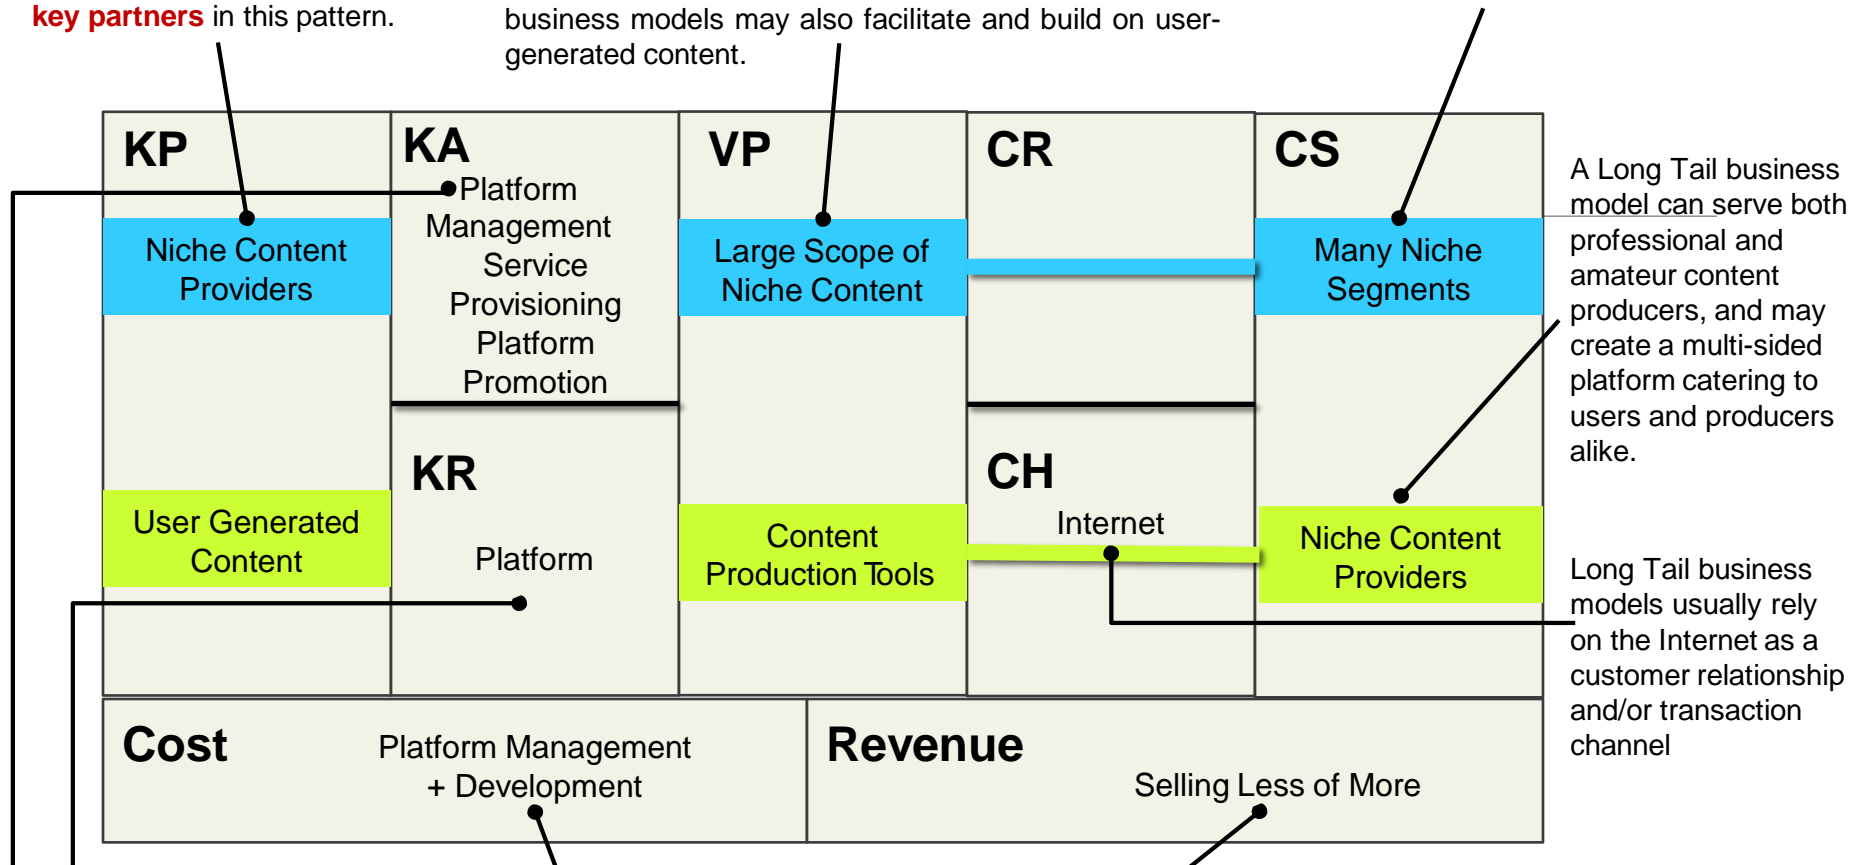 key partners in this pattern.
business models may also facilitate and build on user-
generated content.
KP
Niche Content
Providers
User Generated
Content
KA
Platform
Management
Service
Provisioning
Platform
Promotion
KR
Platform
VP
Large Scope of
Niche Content
Content
Production Tools
CR
CH
Internet
CS
Many Niche
Segments
Niche Content
Providers
A Long Tail business
model can serve both
professional and
amateur content
producers, and may
create a multi-sided
platform catering to
users and producers
alike.
Long Tail business
models usually rely
on the Internet as a
customer relationship
and/or transaction
channel
Cost
Platform Management
+ Development
Revenue
Selling Less of More